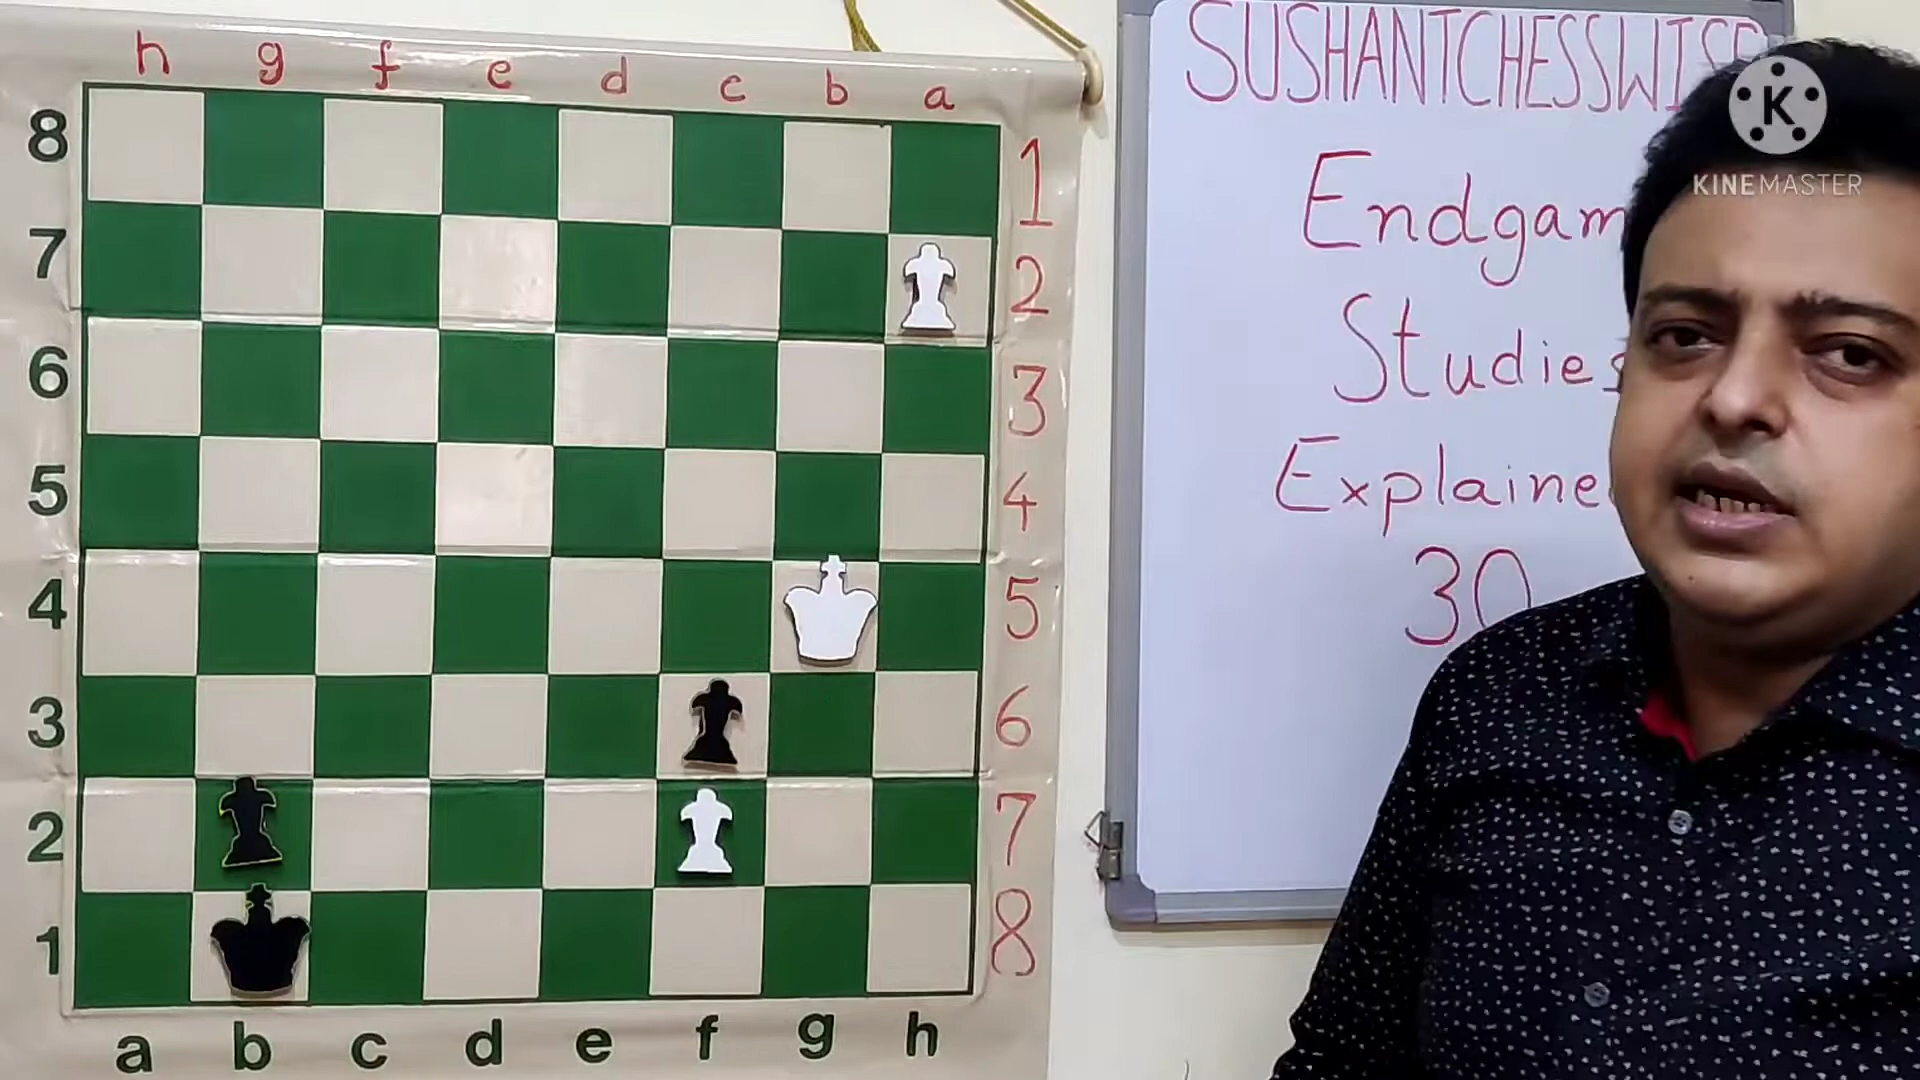 SUSHANTCHESSWISE
Endgam
Studies
Explaine
30
K
KINEMASTER
h g f e d c b a
8 1
7 2
6 3
5 4
4 5
3 6
2 7
1 8
a b c d e f g h